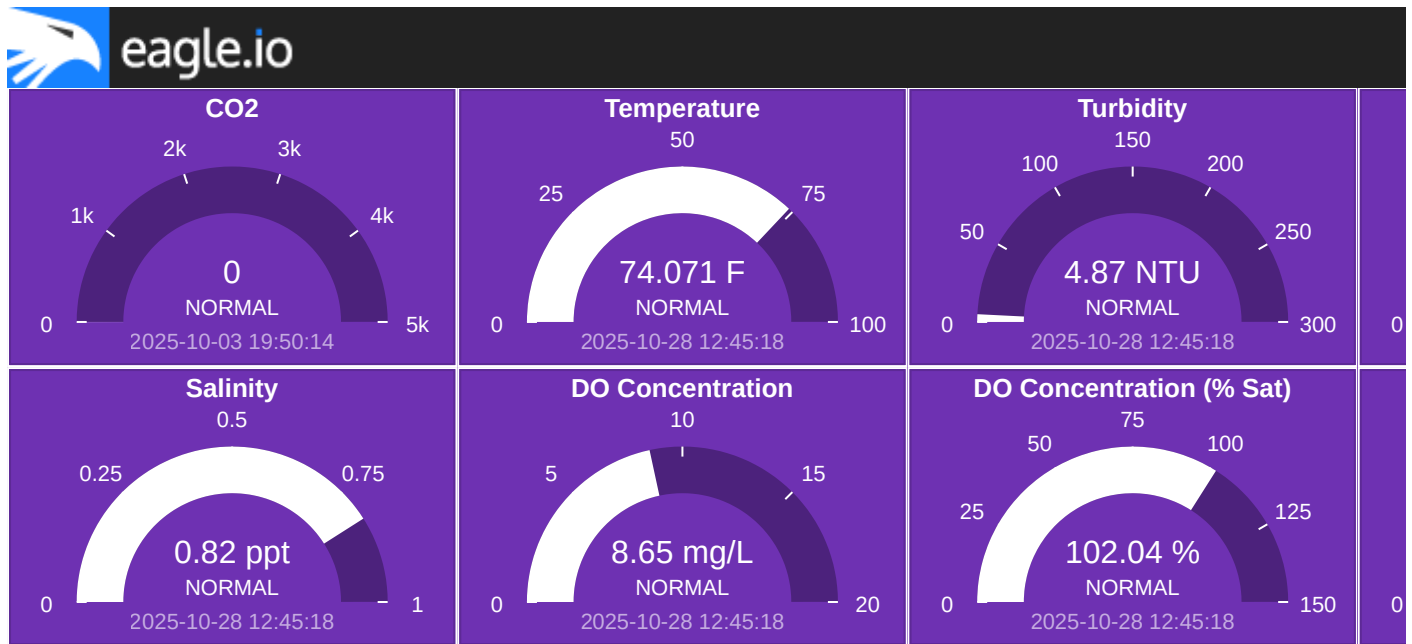 eagle.io
CO2
2k 3k
1k 4k
0
NORMAL
0 5k
2025-10-03 19:50:14
Temperature
50
25 75
74.071 F
NORMAL
0 100
2025-10-28 12:45:18
Turbidity
150
100 200
50 250
4.87 NTU
NORMAL
0 300
2025-10-28 12:45:18
0
Salinity
0.5
0.25 0.75
0.82 ppt
NORMAL
0 1
2025-10-28 12:45:18
DO Concentration
10
5 15
8.65 mg/L
NORMAL
0 20
2025-10-28 12:45:18
DO Concentration (% Sat)
75
50 100
25 125
102.04 %
NORMAL
0 150
2025-10-28 12:45:18
0